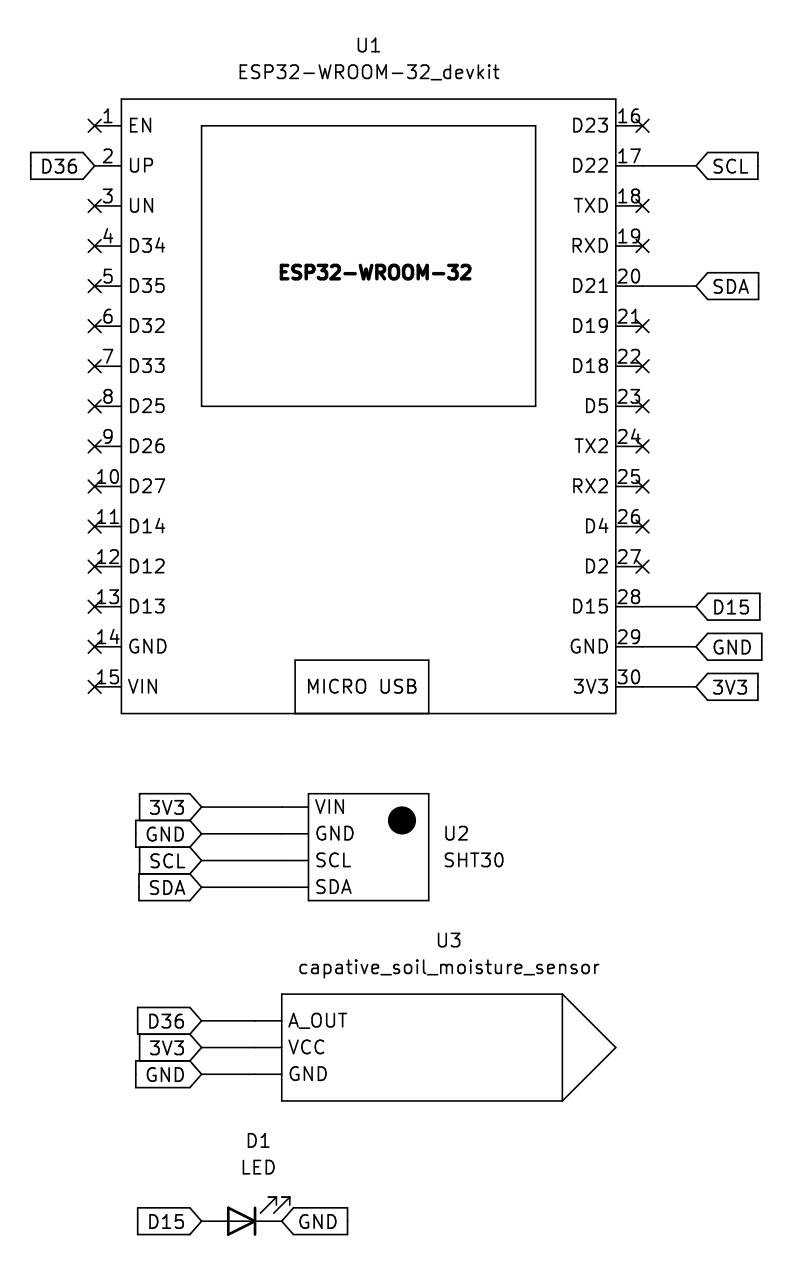 U1
ESP32-WROOM-32_devkit
1 EN D23 16
D36 2 UP D22 17 SCL
3 UN TXD 18
4 D34 RXD 19
5 D35 ESP32-WROOM-32 D21 20 SDA
6 D32 D19 21
7 D33 D18 22
8 D25 D5 23
9 D26 TX2 24
10 D27 RX2 25
11 D14 D4 26
12 D12 D2 27
13 D13 D15 28 D15
14 GND GND 29 GND
15 VIN MICRO USB 3V3 30 3V3
3V3 VIN
GND GND U2
SCL SCL SHT30
SDA SDA
U3
capative_soil_moisture_sensor
D36 A_OUT
3V3 VCC
GND GND
D1
LED
D15 GND